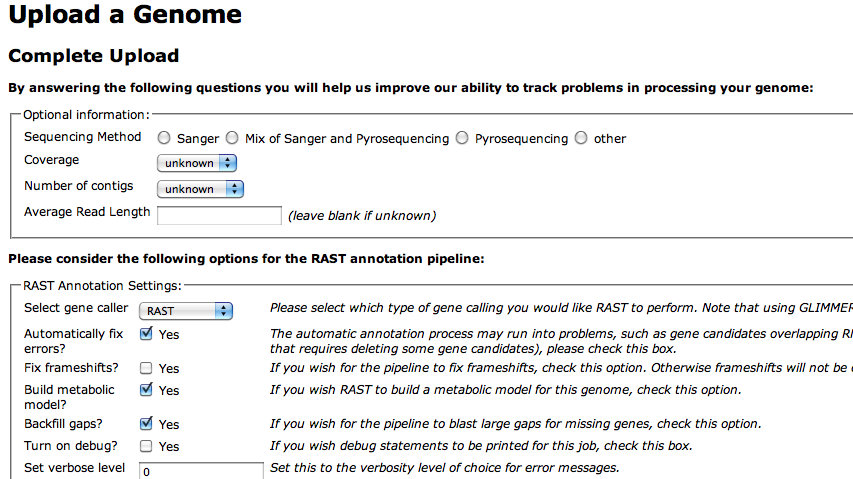 Upload a Genome
Complete Upload
By answering the following questions you will help us improve our ability to track problems in processing your genome:
Optional information:
Sequencing Method Sanger Mix of Sanger and Pyrosequencing Pyrosequencing other
Coverage unknown
Number of contigs unknown
Average Read Length (leave blank if unknown)
Please consider the following options for the RAST annotation pipeline:
RAST Annotation Settings:
Select gene caller RAST Please select which type of gene calling you would like RAST to perform. Note that using GLIMMER
Automatically fix errors? Yes The automatic annotation process may run into problems, such as gene candidates overlapping
that requires deleting some gene candidates), please check this box.
Fix frameshifts? Yes If you wish for the pipeline to fix frameshifts, check this option. Otherwise frameshifts will not be
Build metabolic model? Yes If you wish RAST to build a metabolic model for this genome, check this option.
Backfill gaps? Yes If you wish for the pipeline to blast large gaps for missing genes, check this option.
Turn on debug? Yes If you wish debug statements to be printed for this job, check this box.
Set verbose level 0 Set this to the verbosity level of choice for error messages.